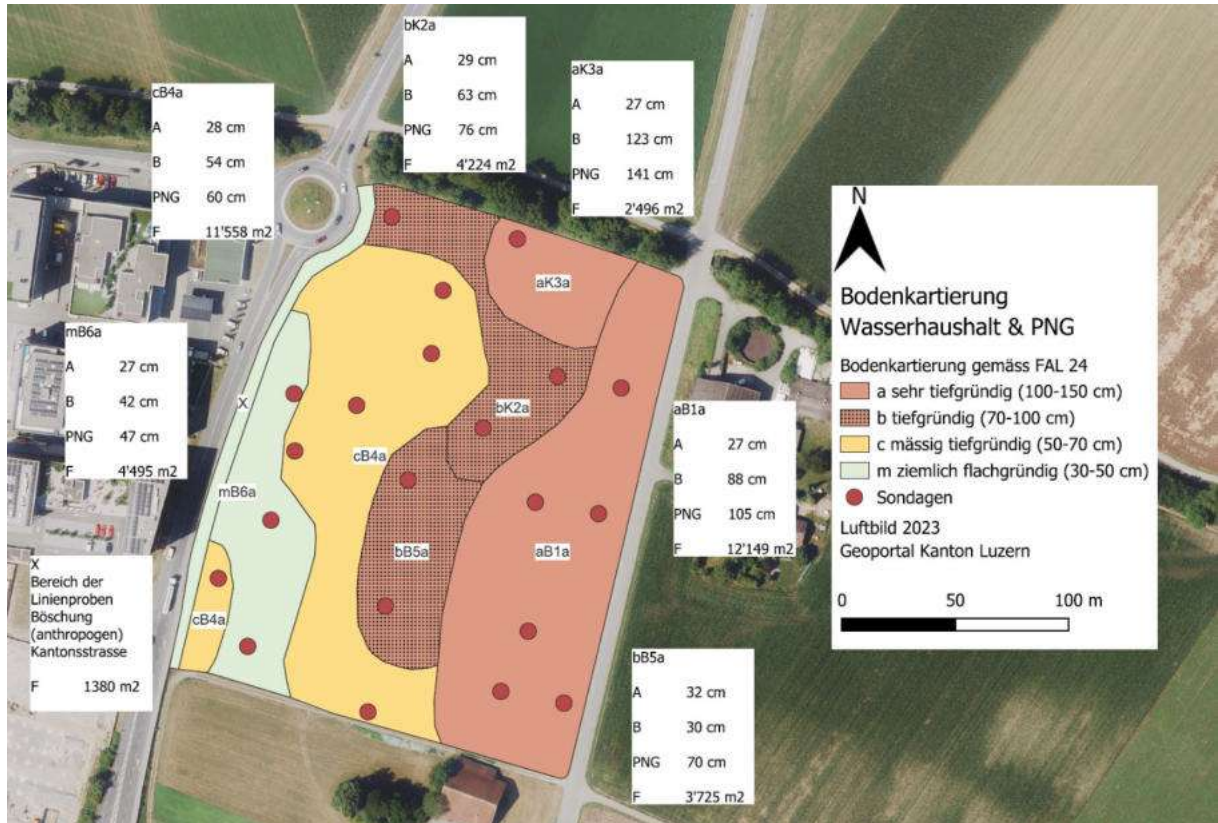 bK2a
A 29 cm
B 63 cm
PNG 76 cm
F 4'224 m2
aK3a
A 27 cm
B 123 cm
PNG 141 cm
F 2'496 m2
cB4a
A 28 cm
B 54 cm
PNG 60 cm
F 11'558 m2
mB6a
A 27 cm
B 42 cm
PNG 47 cm
F 4'495 m2
X
Bereich der
Linienproben
Böschung
(anthropogen)
Kantonsstrasse
F 1380 m2
aK3a
bK2a
X
cB4a
mB6a
bB5a
aB1a
cB4a
aB1a
A 27 cm
B 88 cm
PNG 105 cm
F 12'149 m2
bB5a
A 32 cm
B 30 cm
PNG 70 cm
F 3'725 m2
N
Bodenkartierung
Wasserhaushalt & PNG
Bodenkartierung gemäss FAL 24
a sehr tiefgründig (100-150 cm)
b tiefgründig (70-100 cm)
c mässig tiefgründig (50-70 cm)
m ziemlich flachgründig (30-50 cm)
Sondagen
Luftbild 2023
Geoportal Kanton Luzern
0 50 100 m